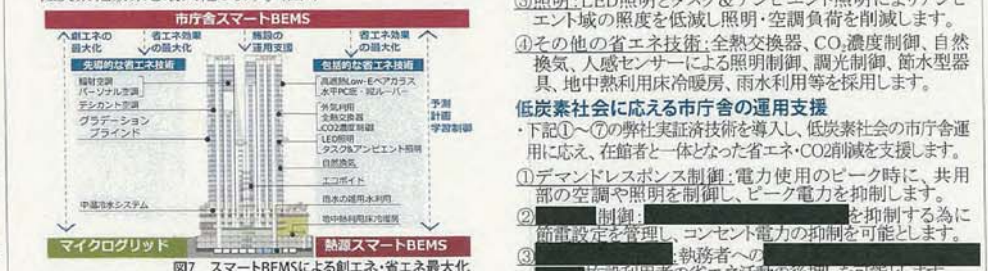 市庁舎スマートBEMS
創エネの最大化
省エネ効果の最大化
施設の運用支援
省エネ効果の最大化
先導的な省エネ技術
輻射空調
パーソナル空調
デシカント空調
グラデーション
ブラインド
中温冷水システム
包括的な省エネ技術
高遮熱Low-Eペアガラス
水平PC庇・縦ルーバー
外気利用
全熱交換器
CO2濃度制御
LED照明
タスク&アンビエント照明
自然換気
エコボイド
雨水の雑用水利用
地中熱利用床冷暖房
予測
計画
学習制御
マイクログリッド
熱源スマートBEMS
図7 スマートBEMSによる創エネ・省エネ最大化
③照明:LED照明とタスク&アンビエント照明によりアンビ
エント域の照度を低減し照明・空調負荷を削減します。
④その他の省エネ技術:全熱交換器、CO₂濃度制御、自然
換気、人感センサーによる照明制御、調光制御、節水型器
具、地中熱利用床冷暖房、雨水利用等を採用します。
低炭素社会に応える市庁舎の運用支援
・下記①～⑦の弊社実証済技術を導入し、低炭素社会の市庁舎運
用に応え、在館者と一体となった省エネ・CO2削減を支援します。
①デマンドレスポンス制御:電力使用のピーク時に、共用
部の空調や照明を制御し、ピーク電力を抑制します。
② 制御: を抑制する為に
節電設定を管理し、コンセント電力の抑制を可能とします。
③ :執務者への